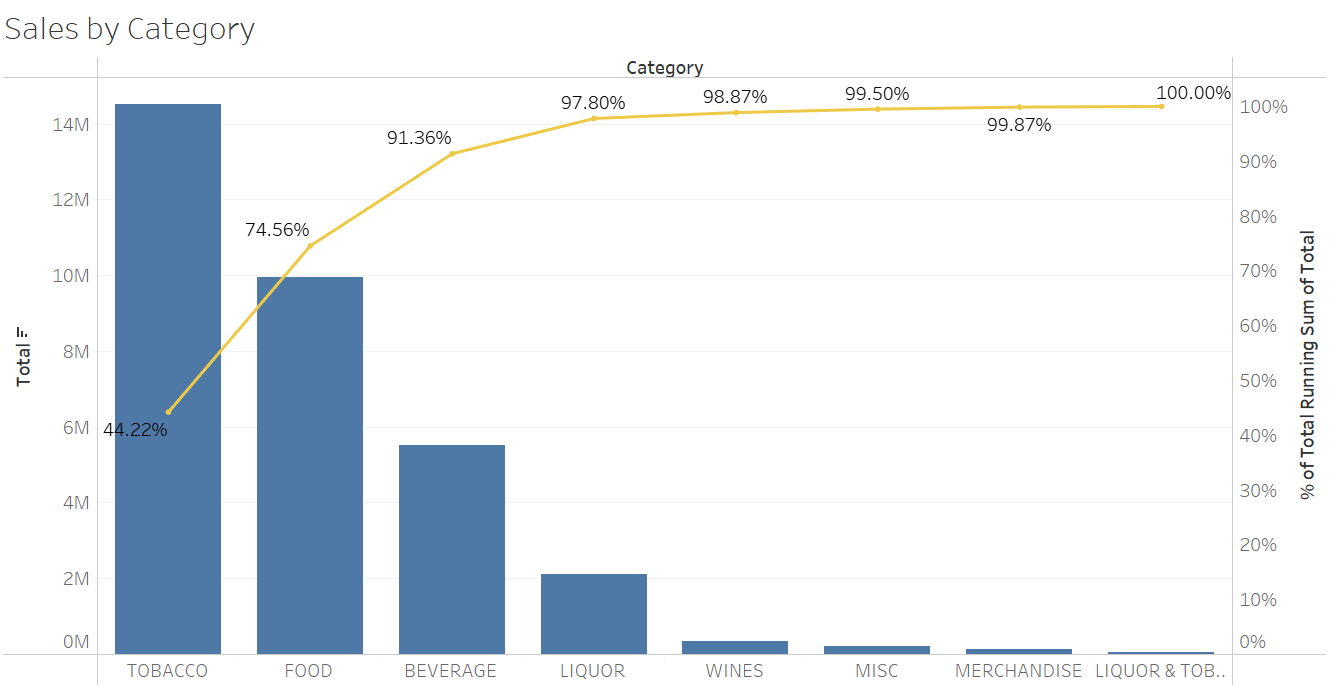 Sales by Category
Category
14M
12M
10M
8M
6M
4M
2M
0M
Total
44.22%
74.56%
91.36%
97.80%
98.87%
99.50%
99.87%
100.00%
100%
90%
80%
70%
60%
50%
40%
30%
20%
10%
0%
% of Total Running Sum of Total
TOBACCO
FOOD
BEVERAGE
LIQUOR
WINES
MISC
MERCHANDISE
LIQUOR & TOB..